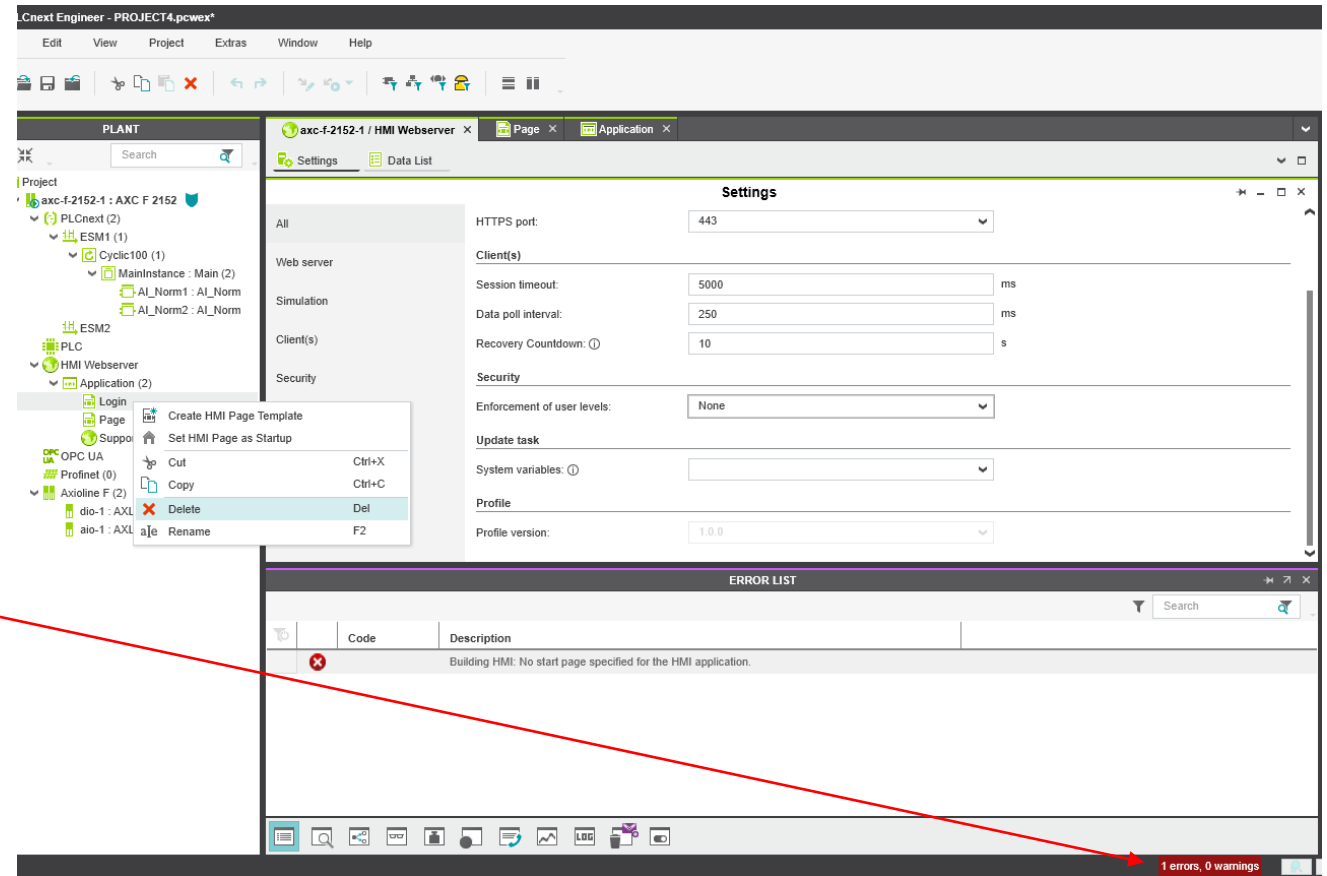 LCnext Engineer - PROJECT4.pcwex*
Edit View Project Extras Window Help
PLANT
Search
Project
axc-f-2152-1 : AXC F 2152
PLCnext (2)
ESM1 (1)
Cyclic100 (1)
MainInstance : Main (2)
AI_Norm1 : AI_Norm
AI_Norm2 : AI_Norm
ESM2
PLC
HMI Webserver
Application (2)
Login
Page
Suppo
OPC UA
OPC UA
Profinet (0)
Axioline F (2)
dio-1 : AXL
aio-1 : AXL
Create HMI Page Template
Set HMI Page as Startup
Cut Ctrl+X
Copy Ctrl+C
Delete Del
aIe Rename F2
axc-f-2152-1 / HMI Webserver Page Application
Settings Data List
Settings
All
Web server
Simulation
Client(s)
Security
HTTPS port: 443
Client(s)
Session timeout: 5000 ms
Data poll interval: 250 ms
Recovery Countdown: 10 s
Security
Enforcement of user levels: None
Update task
System variables:
Profile
Profile version: 1.0.0
ERROR LIST
Search
Code Description
Building HMI: No start page specified for the HMI application.
LOG
1 errors, 0 warnings